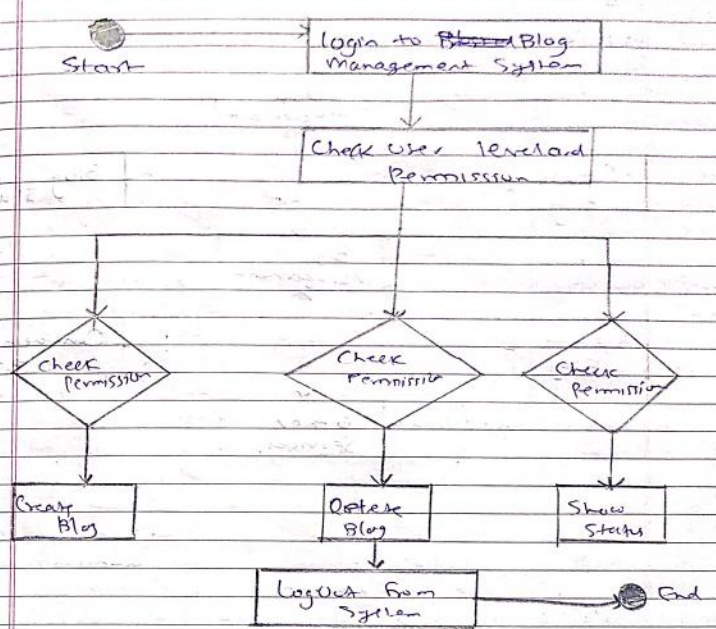 Start
Login to Blog
Management System
Check user level and
Permission
Check
Permission
Check
Permission
Check
Permission
Create
Blog
Delete
Blog
Show
Status
Logout from
System
End